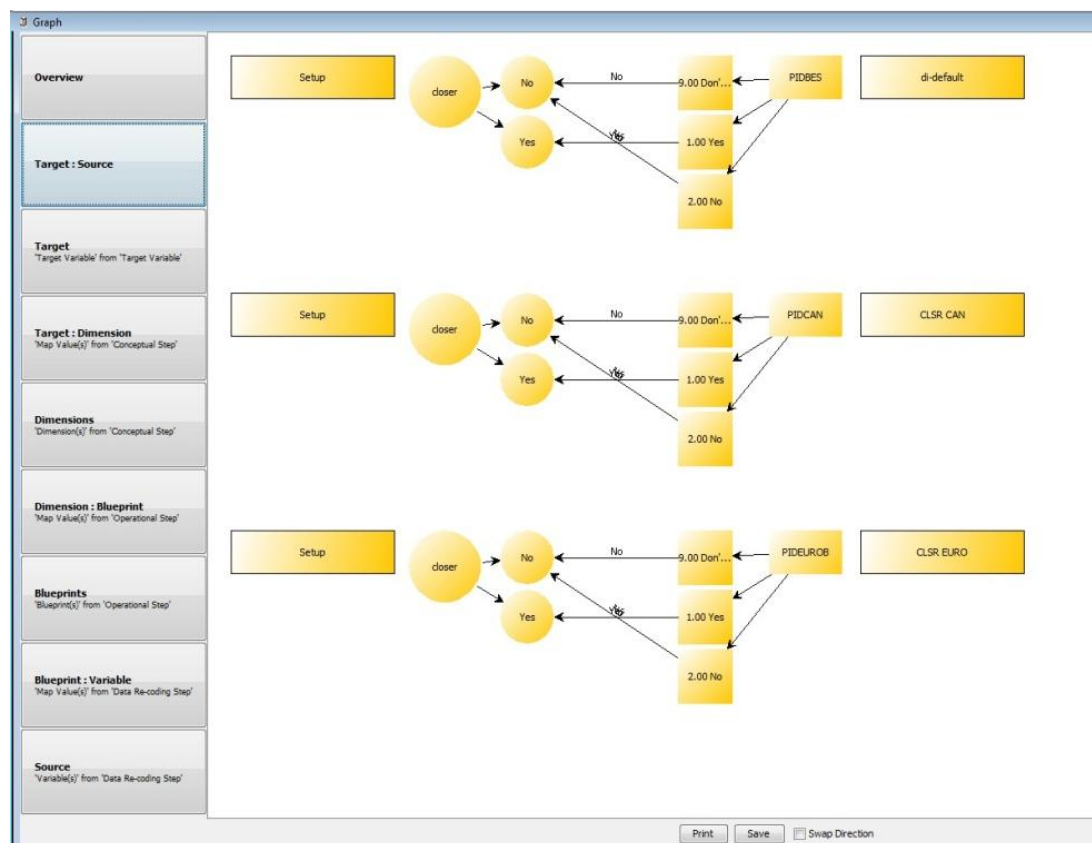 Graph
Overview
Target : Source
Target
'Target Variable' from 'Target Variable'
Target : Dimension
'Map Value(s)' from 'Conceptual Step'
Dimensions
'Dimension(s)' from 'Conceptual Step'
Dimension : Blueprint
'Map Value(s)' from 'Operational Step'
Blueprints
'Blueprint(s)' from 'Operational Step'
Blueprint : Variable
'Map Value(s)' from 'Data Re-coding Step'
Source
'Variable(s)' from 'Data Re-coding Step'
Setup
closer
No
Yes
No
9.00 Don'...
1.00 Yes
2.00 No
PIDBES
di-default
Setup
closer
No
Yes
No
9.00 Don'...
1.00 Yes
2.00 No
PIDCAN
CLSR CAN
Setup
closer
No
Yes
No
9.00 Don'...
1.00 Yes
2.00 No
PIDEUROB
CLSR EURO
Print
Save
Swap Direction